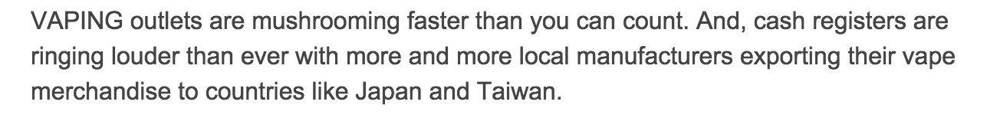 VAPING outlets are mushrooming faster than you can count. And, cash registers are
ringing louder than ever with more and more local manufacturers exporting their vape
merchandise to countries like Japan and Taiwan.